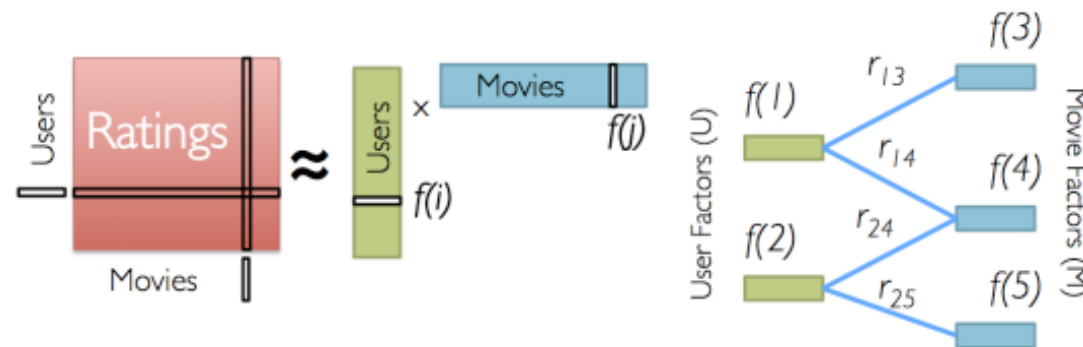 Users
Ratings
Movies
≈
Users
f(i)
×
Movies
f(j)
User Factors (U)
f(1)
f(2)
r13
r14
r24
r25
f(3)
f(4)
f(5)
Movie Factors (M)